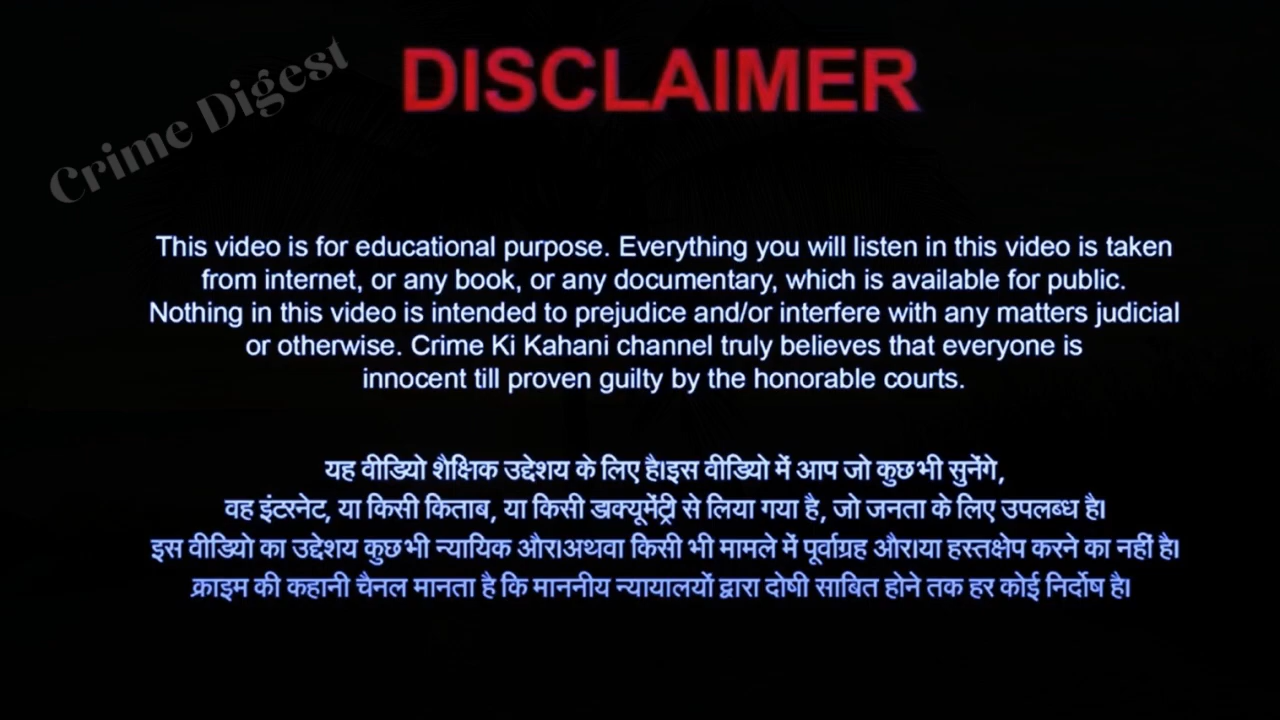 Crime Digest
DISCLAIMER
This video is for educational purpose. Everything you will listen in this video is taken
from internet, or any book, or any documentary, which is available for public.
Nothing in this video is intended to prejudice and/or interfere with any matters judicial
or otherwise. Crime Ki Kahani channel truly believes that everyone is
innocent till proven guilty by the honorable courts.
यह वीडियो शैक्षिक उद्देशय के लिए है।इस वीडियो में आप जो कुछ भी सुनेंगे,
वह इंटरनेट, या किसी किताब, या किसी डाक्यूमेंट्री से लिया गया है, जो जनता के लिए उपलब्ध है।
इस वीडियो का उद्देशय कुछ भी न्यायिक और।अथवा किसी भी मामले में पूर्वाग्रह और।या हस्तक्षेप करने का नहीं है।
क्राइम की कहानी चैनल मानता है कि माननीय न्यायालयों द्वारा दोषी साबित होने तक हर कोई निर्दोष है।